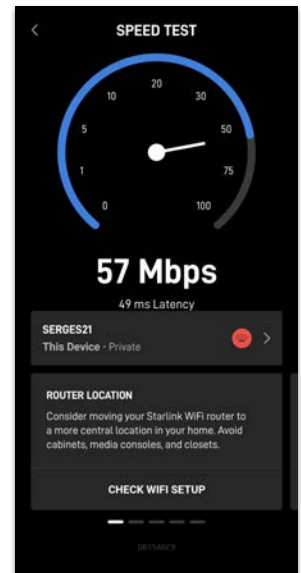 SPEED TEST
0
1
5
10
20
30
50
75
100
57 Mbps
49 ms Latency
SERGES21
This Device · Private
ROUTER LOCATION
Consider moving your Starlink WiFi router to
a more central location in your home. Avoid
cabinets, media consoles, and closets.
CHECK WIFI SETUP